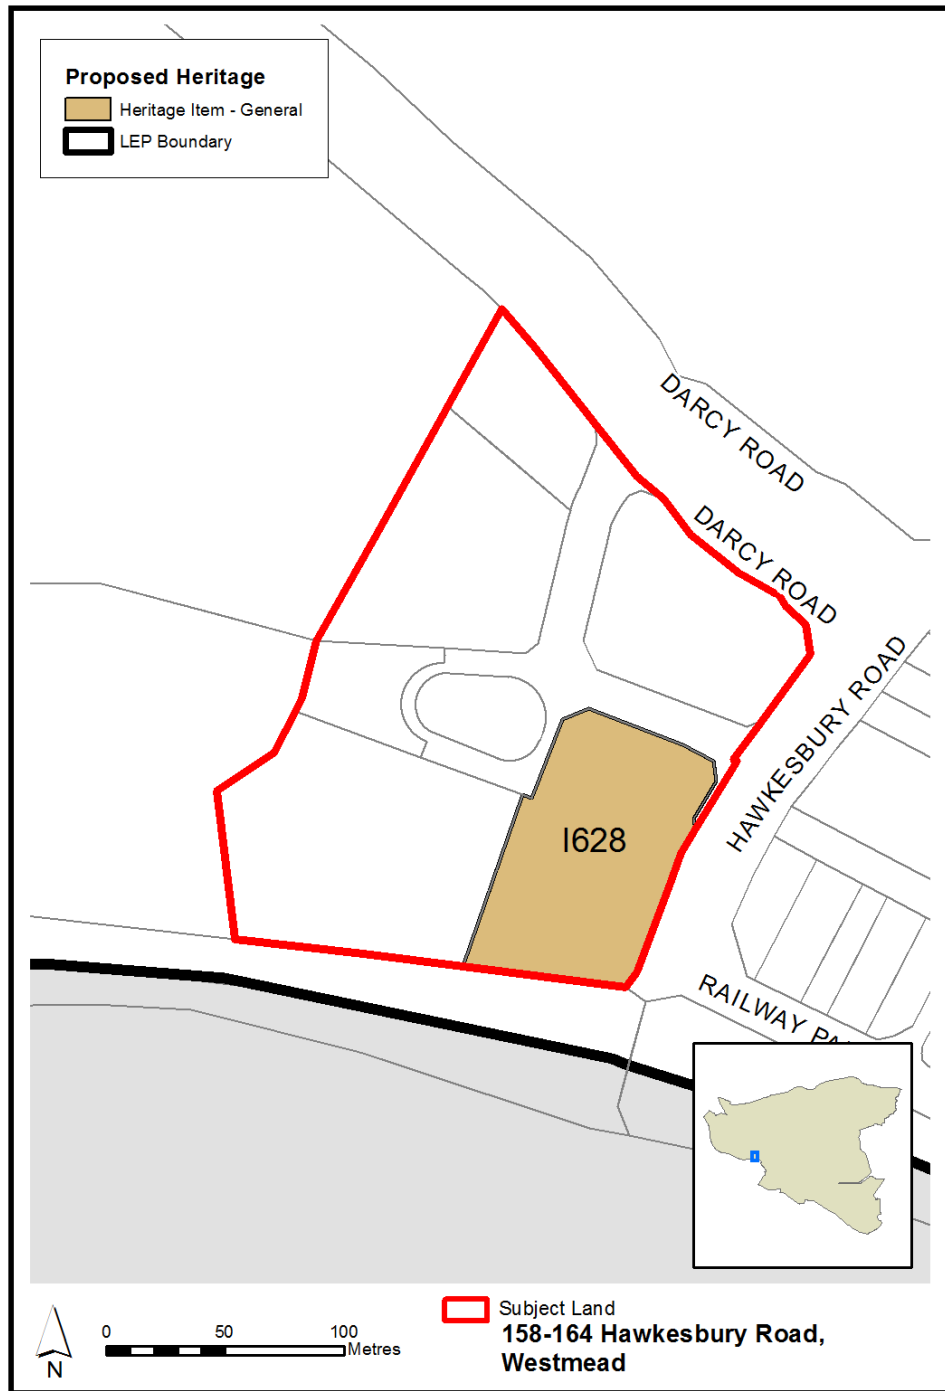 Proposed Heritage
Heritage Item - General
LEP Boundary
DARCY ROAD
DARCY ROAD
HAWKESBURY ROAD
I628
RAILWAY
Subject Land
158-164 Hawkesbury Road,
Westmead
0 50 100
Metres
N